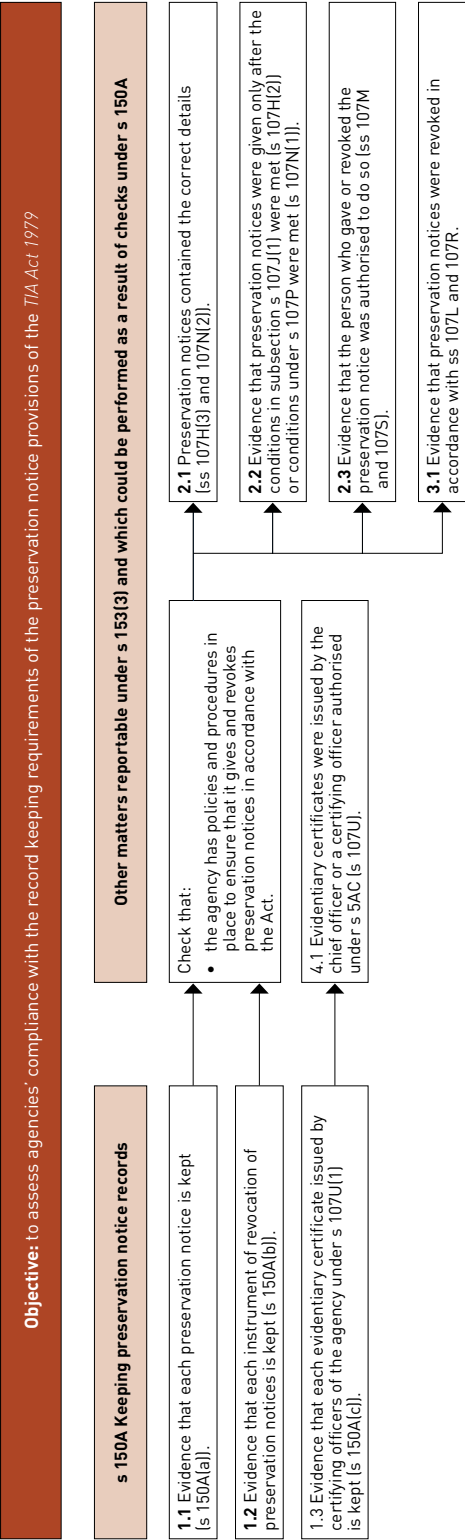 Objective: to assess agencies' compliance with the record keeping requirements of the preservation notice provisions of the TIA Act 1979
s 150A Keeping preservation notice records
1.1 Evidence that each preservation notice is kept
(s 150A(a)).
1.2 Evidence that each instrument of revocation of
preservation notices is kept (s 150A(b)).
1.3 Evidence that each evidentiary certificate issued by
certifying officers of the agency under s 107U(1)
is kept (s 150A(c)).
Other matters reportable under s 153(3) and which could be performed as a result of checks under s 150A
Check that:
• the agency has policies and procedures in
place to ensure that it gives and revokes
preservation notices in accordance with
the Act.
4.1 Evidentiary certificates were issued by the
chief officer or a certifying officer authorised
under s 5AC (s 107U).
2.1 Preservation notices contained the correct details
(ss 107H(3) and 107N(2)).
2.2 Evidence that preservation notices were given only after the
conditions in subsection s 107J(1) were met (s 107H(2))
or conditions under s 107P were met (s 107N(1)).
2.3 Evidence that the person who gave or revoked the
preservation notice was authorised to do so (ss 107M
and 107S).
3.1 Evidence that preservation notices were revoked in
accordance with ss 107L and 107R.